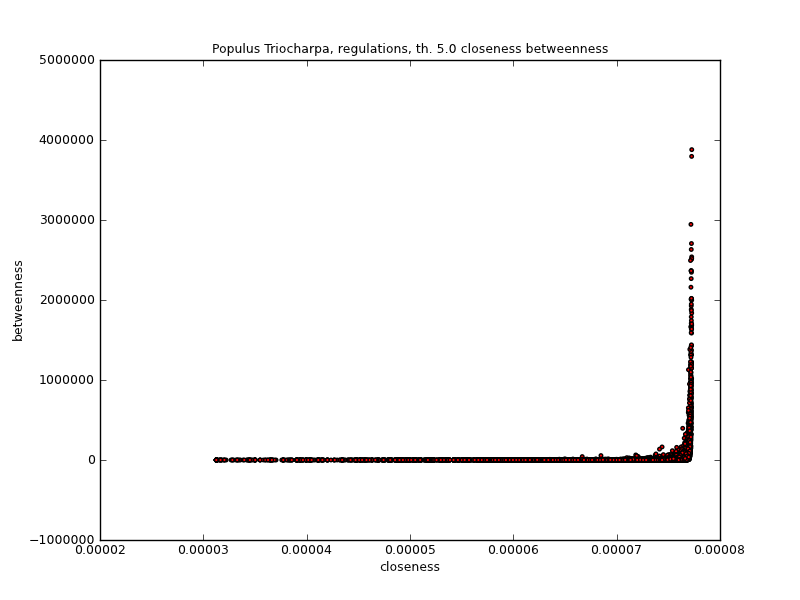 Populus Triocharpa, regulations, th. 5.0 closeness betweenness
5000000
4000000
3000000
2000000
1000000
0
−1000000
betweenness
0.00002 0.00003 0.00004 0.00005 0.00006 0.00007 0.00008
closeness